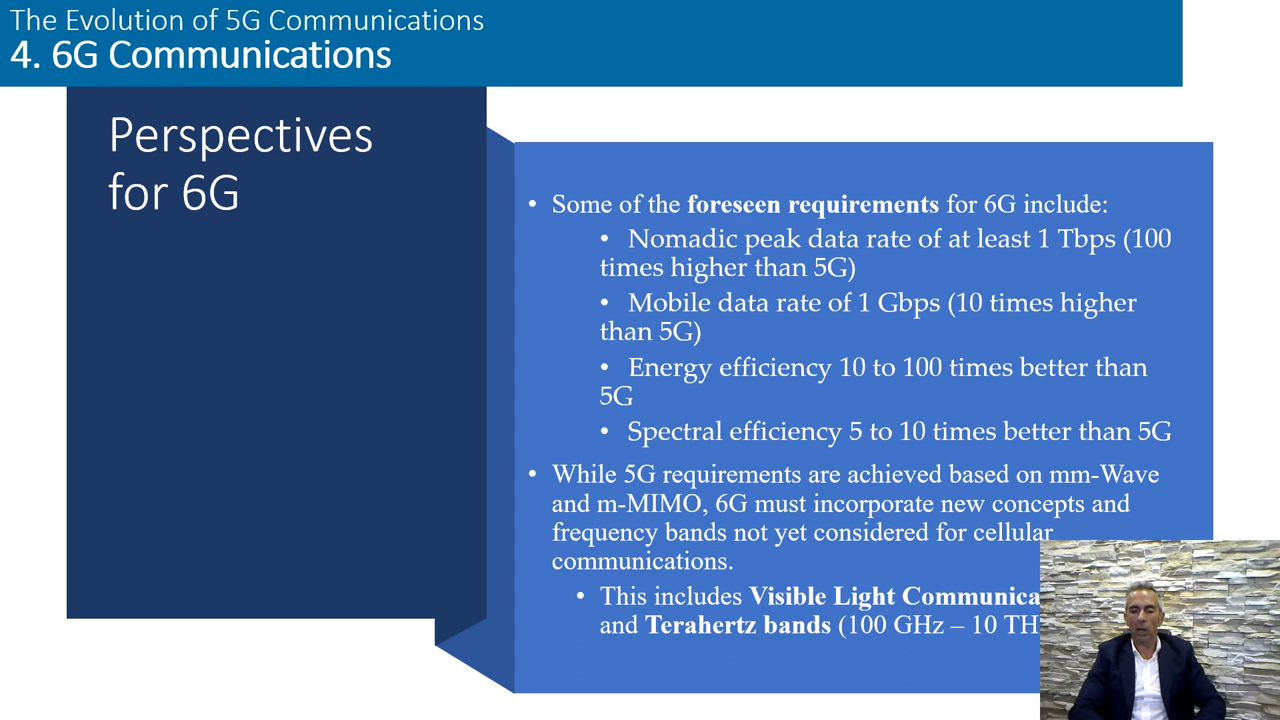 The Evolution of 5G Communications
4. 6G Communications
Perspectives
for 6G
• Some of the foreseen requirements for 6G include:
• Nomadic peak data rate of at least 1 Tbps (100
times higher than 5G)
• Mobile data rate of 1 Gbps (10 times higher
than 5G)
• Energy efficiency 10 to 100 times better than
5G
• Spectral efficiency 5 to 10 times better than 5G
• While 5G requirements are achieved based on mm-Wave
and m-MIMO, 6G must incorporate new concepts and
frequency bands not yet considered for cellular
communications.
• This includes Visible Light
and Terahertz bands (100 GHz – 10